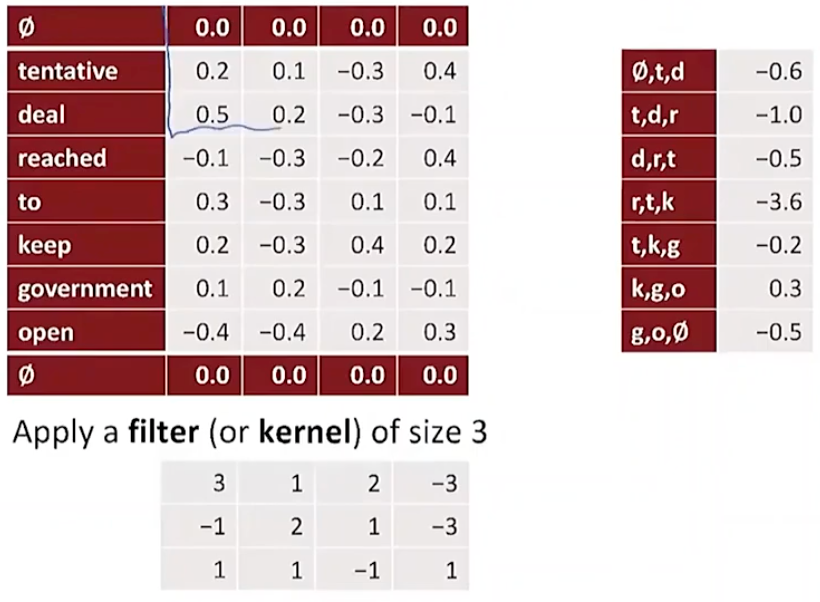 Ø 0.0 0.0 0.0 0.0
tentative 0.2 0.1 −0.3 0.4
deal 0.5 0.2 −0.3 −0.1
reached −0.1 −0.3 −0.2 0.4
to 0.3 −0.3 0.1 0.1
keep 0.2 −0.3 0.4 0.2
government 0.1 0.2 −0.1 −0.1
open −0.4 −0.4 0.2 0.3
Ø 0.0 0.0 0.0 0.0
Ø,t,d −0.6
t,d,r −1.0
d,r,t −0.5
r,t,k −3.6
t,k,g −0.2
k,g,o 0.3
g,o,Ø −0.5
Apply a filter (or kernel) of size 3
3 1 2 −3
−1 2 1 −3
1 1 −1 1